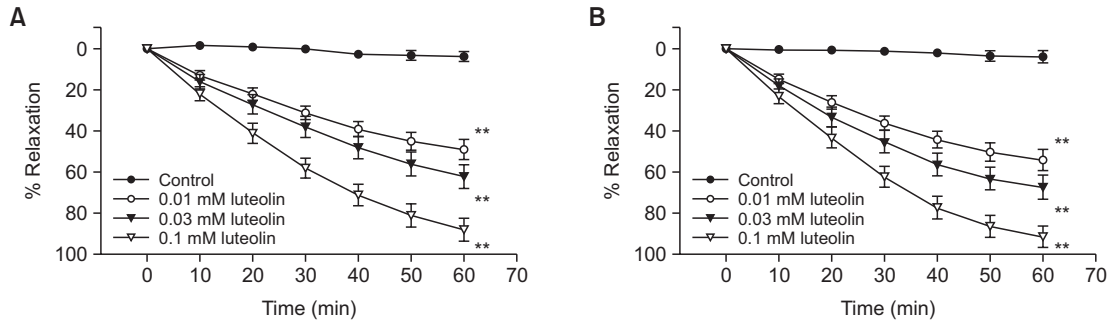 A
0
20
40
60
80
100
% Relaxation
Control
0.01 mM luteolin
0.03 mM luteolin
0.1 mM luteolin
**
**
**
0 10 20 30 40 50 60 70
Time (min)
B
0
20
40
60
80
100
% Relaxation
Control
0.01 mM luteolin
0.03 mM luteolin
0.1 mM luteolin
**
**
**
0 10 20 30 40 50 60 70
Time (min)